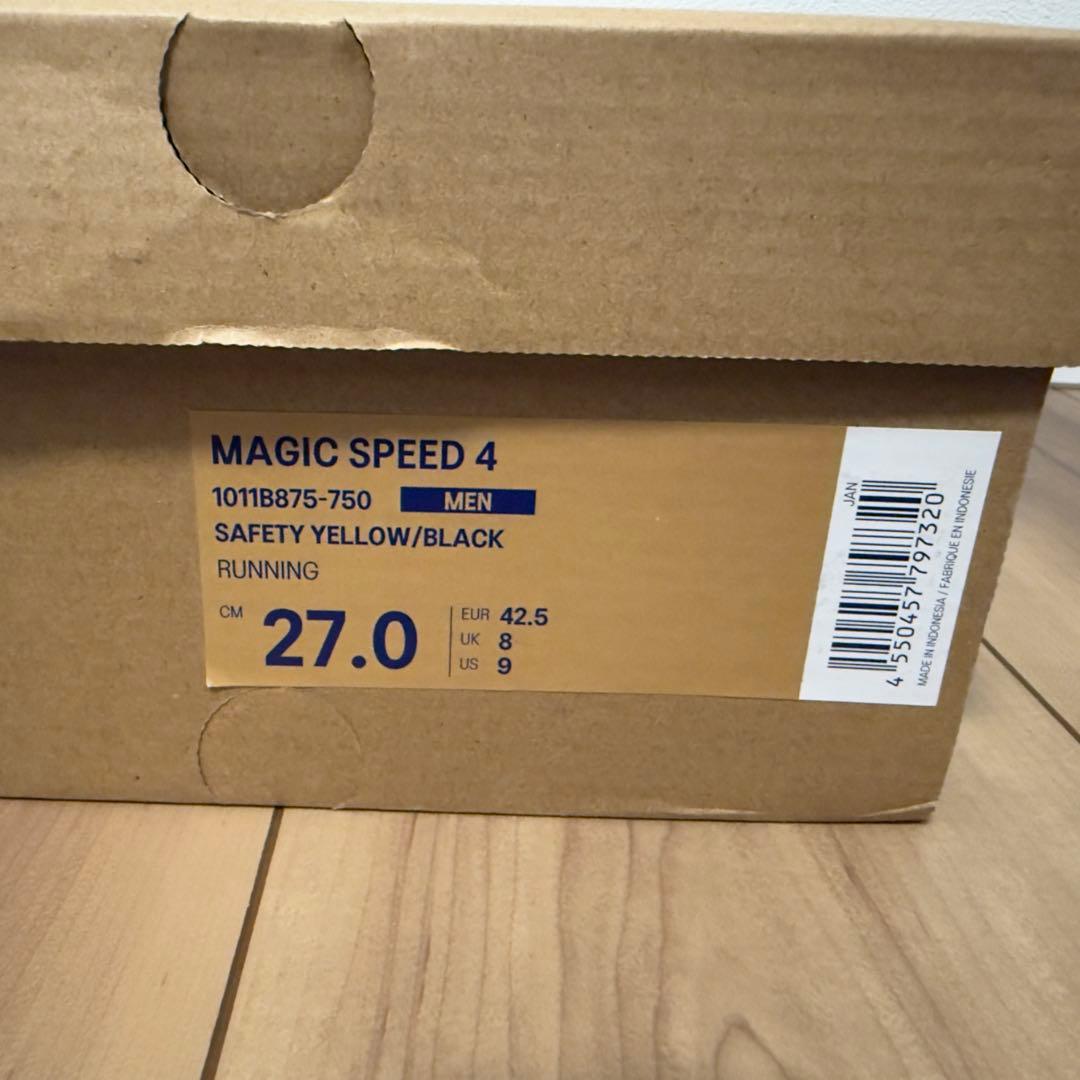 MAGIC SPEED 4
1011B875-750 MEN
SAFETY YELLOW/BLACK
RUNNING
CM 27.0
EUR 42.5
UK 8
US 9
JAN
4 550457 797320
MADE IN INDONESIA / FABRIQUE EN INDONESIE